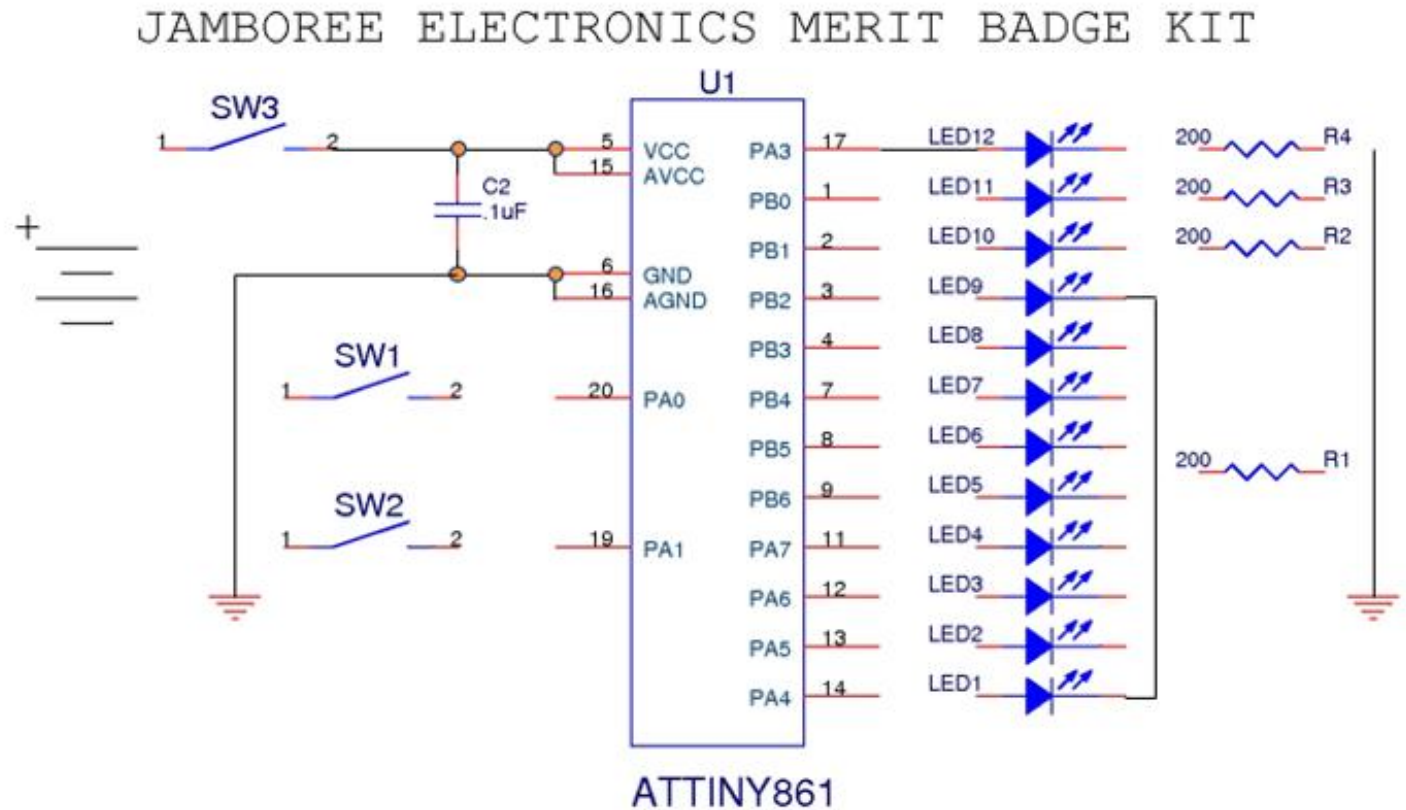 JAMBOREE ELECTRONICS MERIT BADGE KIT
U1
SW3
1 2
5 VCC
15 AVCC
C2
.1uF
+
6 GND
16 AGND
SW1
1 2
20 PA0
SW2
1 2
19 PA1
PA3 17 LED12 200 R4
PB0 1 LED11 200 R3
PB1 2 LED10 200 R2
PB2 3 LED9
PB3 4 LED8
PB4 7 LED7
PB5 8 LED6
200 R1
PB6 9 LED5
PA7 11 LED4
PA6 12 LED3
PA5 13 LED2
PA4 14 LED1
ATTINY861